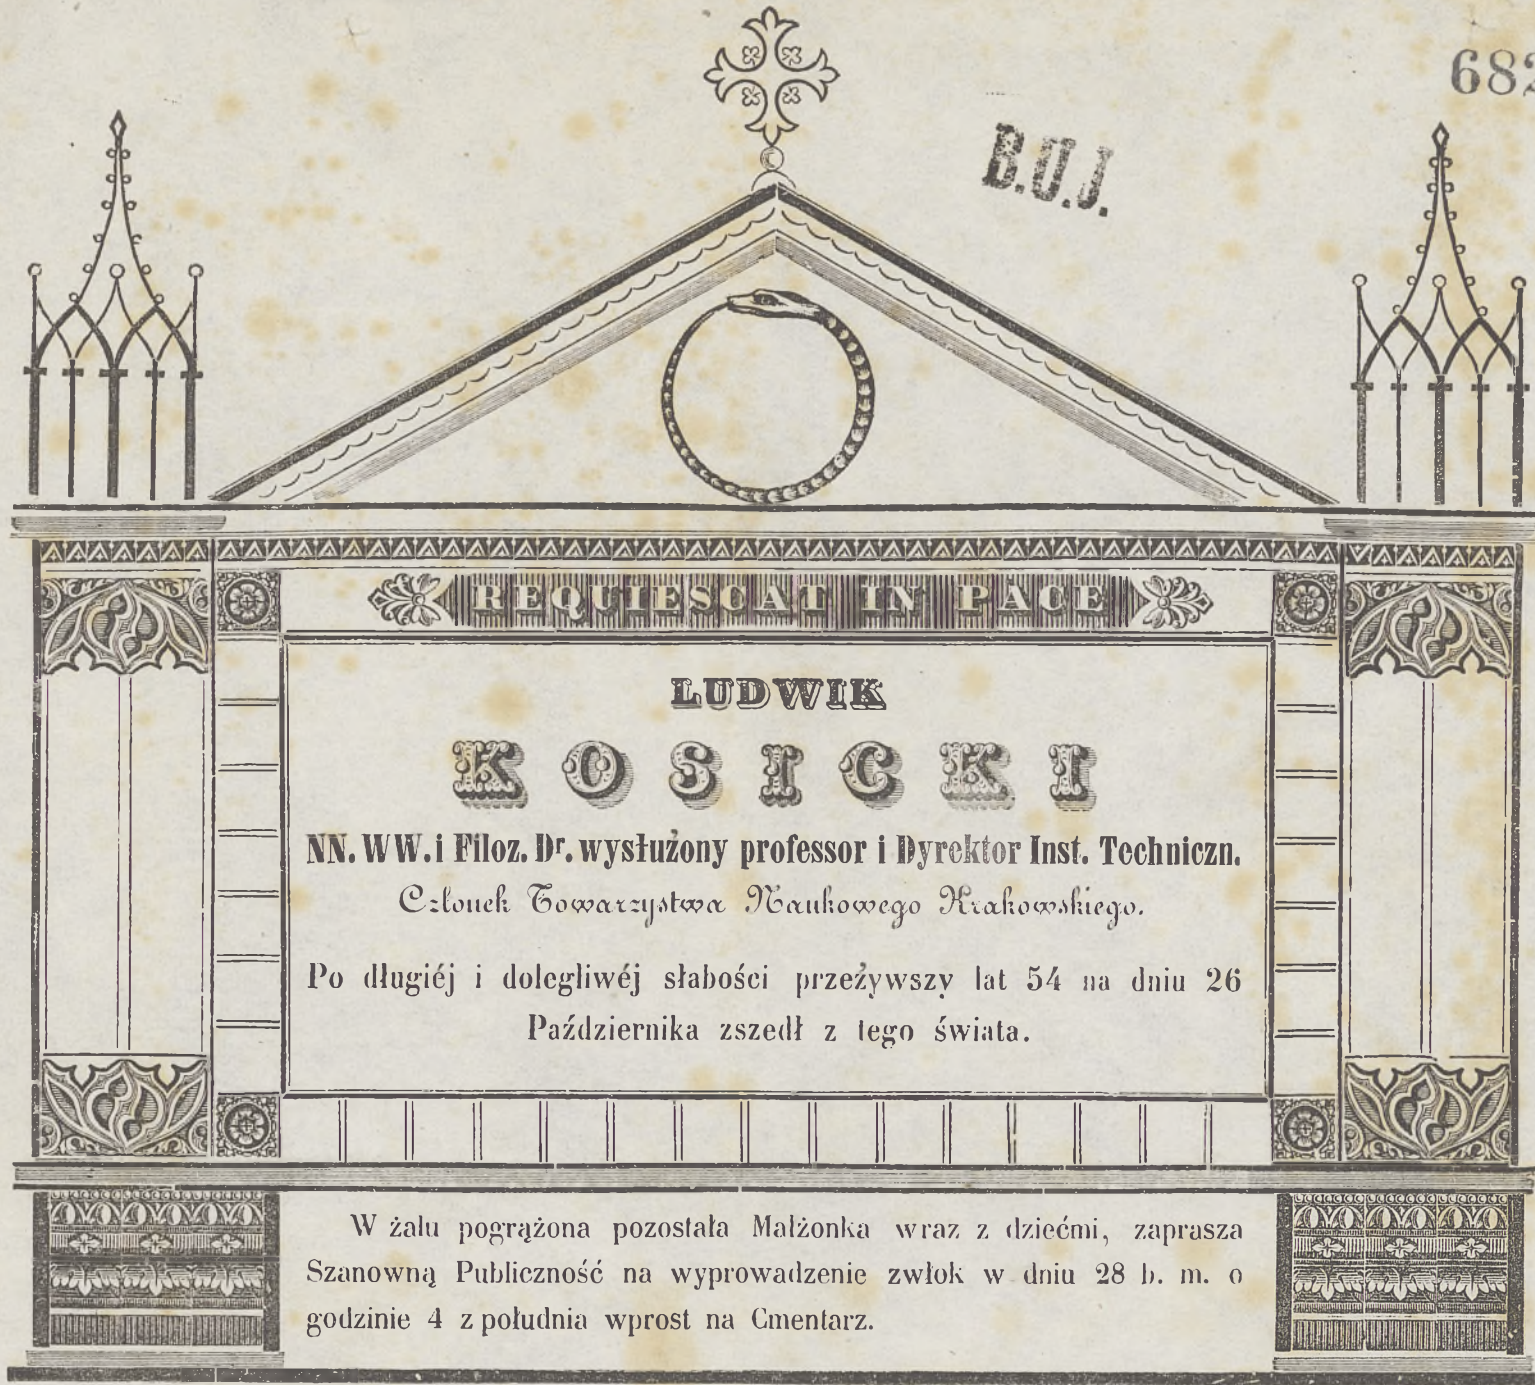 682
B.U.J.
REQUIESCAT IN PACE
LUDWIK
KOSICKI
NN. WW. i Filoz. Dr. wysłużony professor i Dyrektor Inst. Techniczn.
Członek Towarzystwa Naukowego Krakowskiego.
Po długiéj i dolegliwéj słabości przeżywszy lat 54 na dniu 26
Października zszedł z tego świata.
W żalu pogrążona pozostała Małżonka wraz z dziećmi, zaprasza
Szanowną Publiczność na wyprowadzenie zwłok w dniu 28 b. m. o
godzinie 4 z południa wprost na Cmentarz.